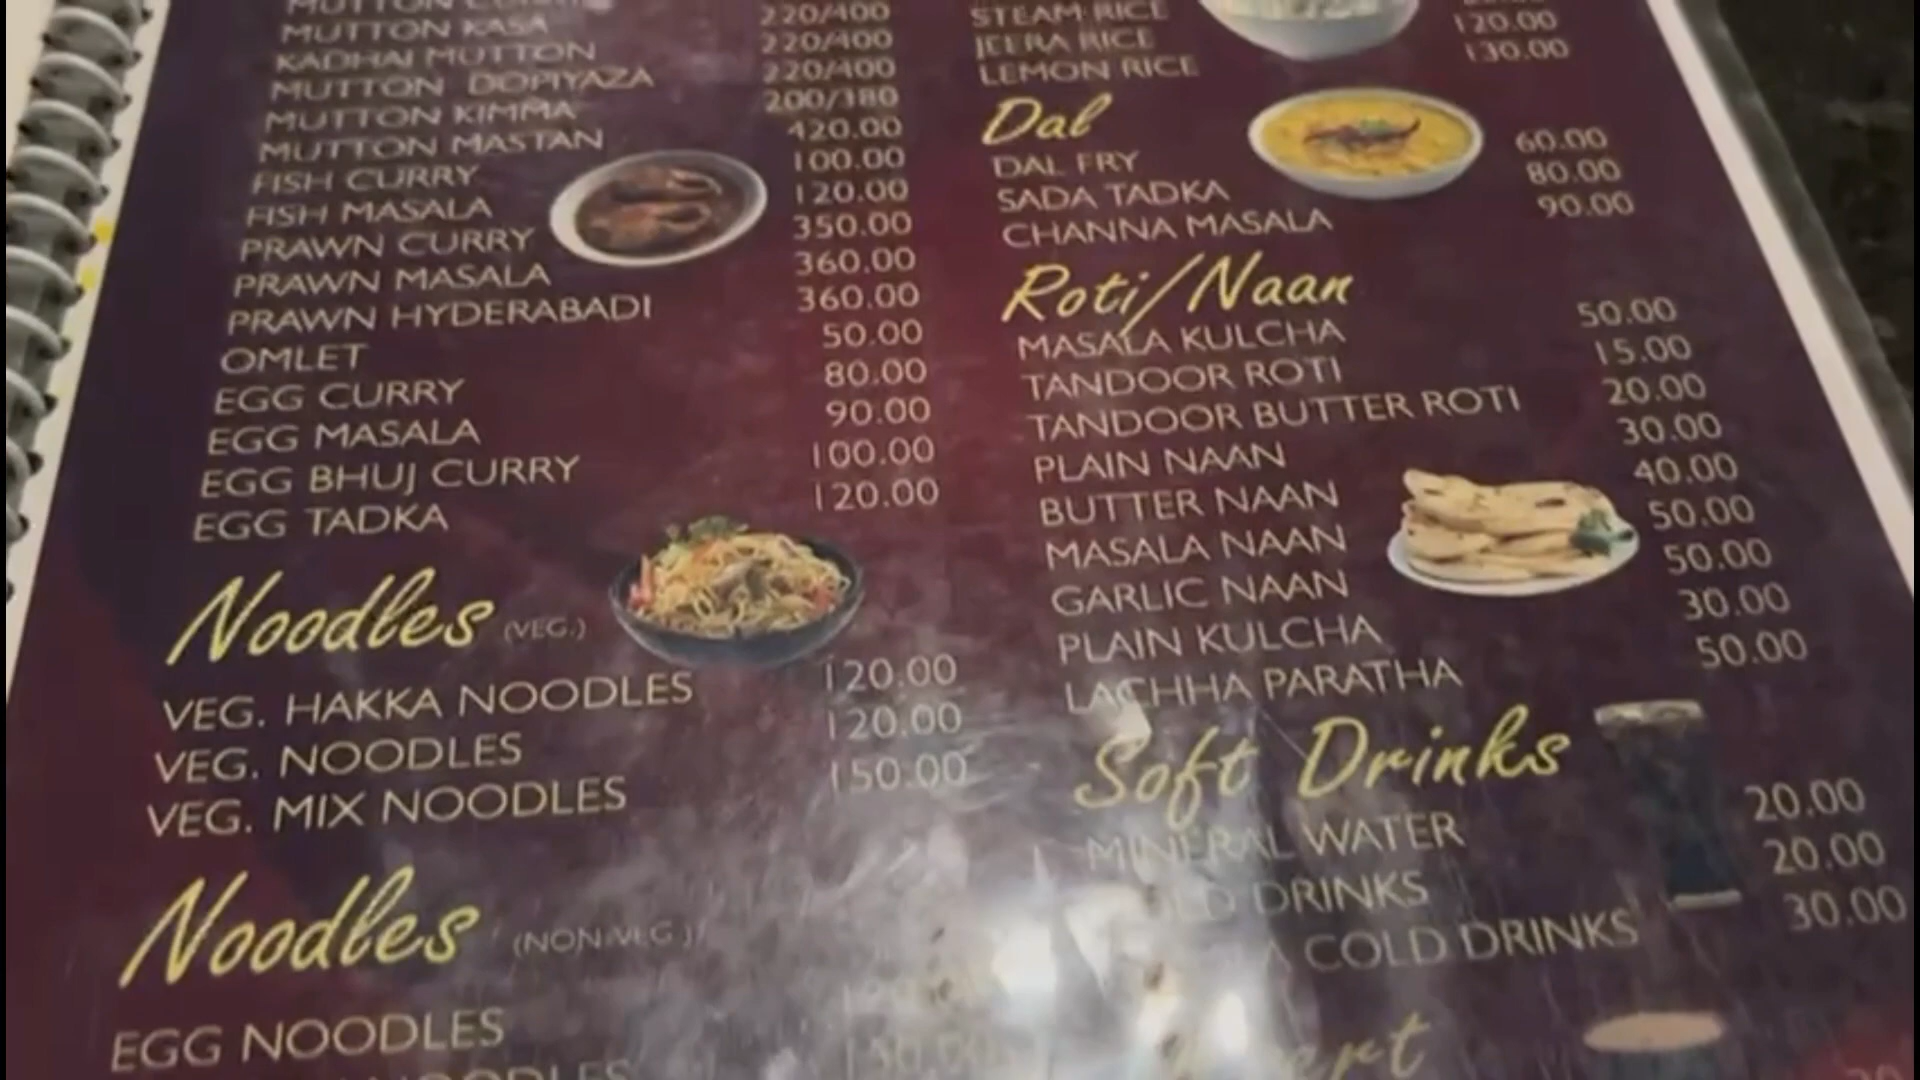 MUTTON
MUTTON KASA 220/400
KADHAI MUTTON 220/400
MUTTON DOPIYAZA 220/400
MUTTON KIMMA 200/380
MUTTON MASTAN 420.00
FISH CURRY 100.00
FISH MASALA 120.00
PRAWN CURRY 350.00
PRAWN MASALA 360.00
PRAWN HYDERABADI 360.00
OMLET 50.00
EGG CURRY 80.00
EGG MASALA 90.00
EGG BHUJ CURRY 100.00
EGG TADKA 120.00
Noodles (VEG.)
VEG. HAKKA NOODLES 120.00
VEG. NOODLES 120.00
VEG. MIX NOODLES 150.00
Noodles (NON.VEG.)
EGG NOODLES
NOODLES
STEAM RICE
JEERA RICE 120.00
LEMON RICE 130.00
Dal
DAL FRY 60.00
SADA TADKA 80.00
CHANNA MASALA 90.00
Roti/Naan
MASALA KULCHA 50.00
TANDOOR ROTI 15.00
TANDOOR BUTTER ROTI 20.00
PLAIN NAAN 30.00
BUTTER NAAN 40.00
MASALA NAAN 50.00
GARLIC NAAN 50.00
PLAIN KULCHA 30.00
LACHHA PARATHA 50.00
Soft Drinks
MINERAL WATER 20.00
DRINKS 20.00
COLD DRINKS 30.00